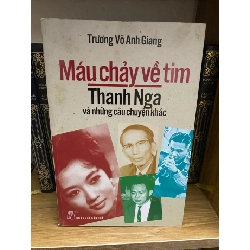 Trương Võ Anh Giang
Máu chảy về tim
Thanh Nga
và những câu chuyện khác